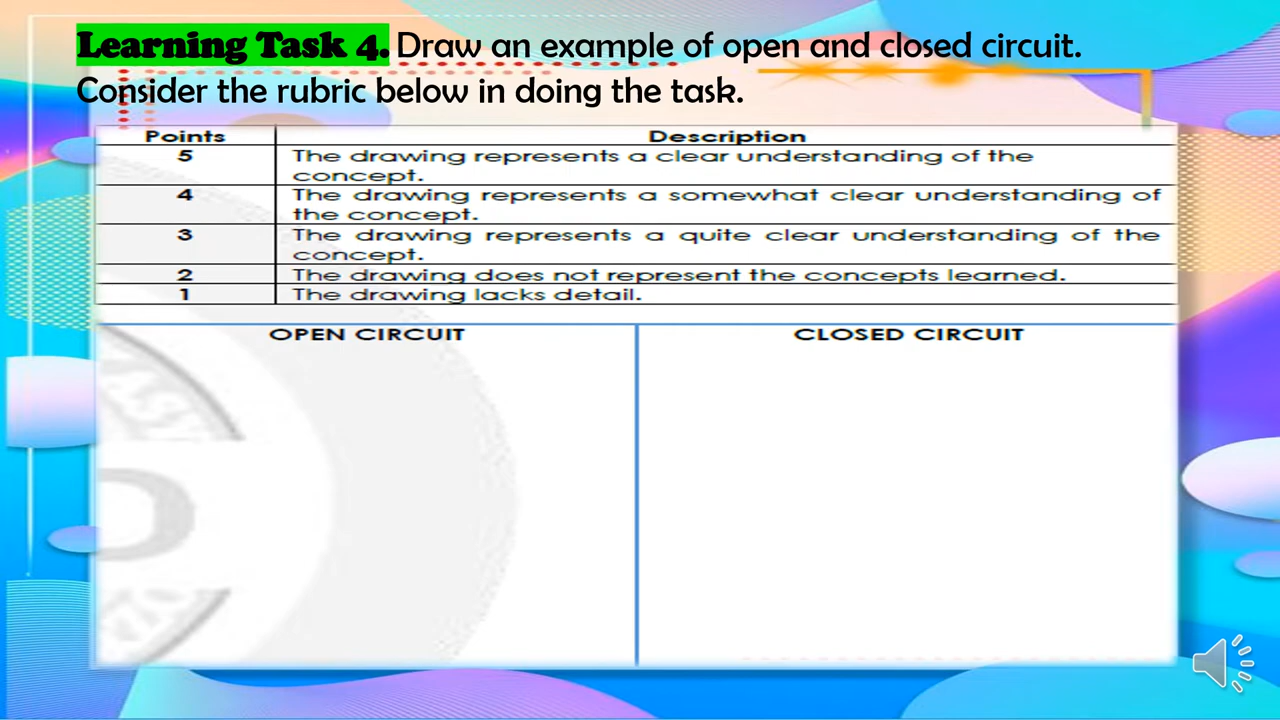 Learning Task 4. Draw an example of open and closed circuit.
Consider the rubric below in doing the task.
Points Description
5 The drawing represents a clear understanding of the
concept.
4 The drawing represents a somewhat clear understanding of
the concept.
3 The drawing represents a quite clear understanding of the
concept.
2 The drawing does not represent the concepts learned.
1 The drawing lacks detail.
OPEN CIRCUIT CLOSED CIRCUIT